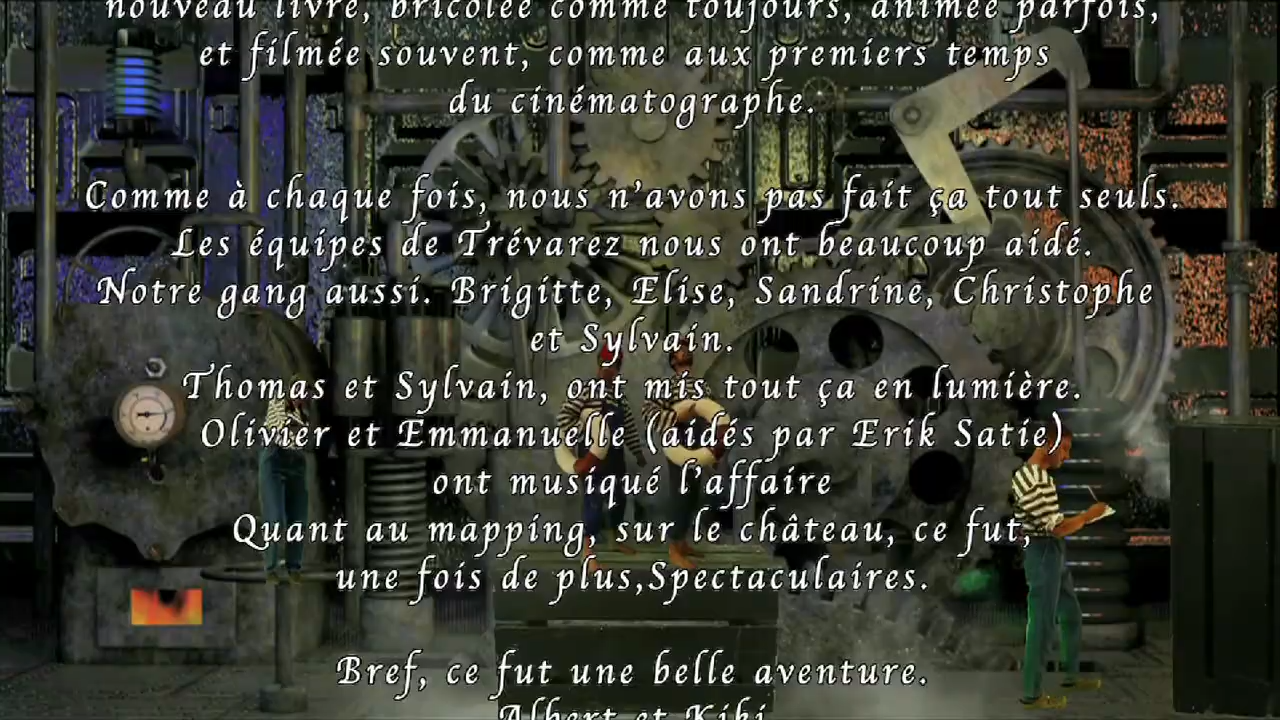 nouveau livre, bricolée comme toujours, animée parfois,
et filmée souvent, comme aux premiers temps
du cinématographe.
Comme à chaque fois, nous n'avons pas fait ça tout seuls.
Les équipes de Trévarez nous ont beaucoup aidé.
Notre gang aussi. Brigitte, Elise, Sandrine, Christophe
et Sylvain.
Thomas et Sylvain, ont mis tout ça en lumière.
Olivier et Emmanuelle (aidés par Erik Satie)
ont musiqué l'affaire
Quant au mapping, sur le château, ce fut,
une fois de plus,Spectaculaires.
Bref, ce fut une belle aventure.
Albert et Kiki